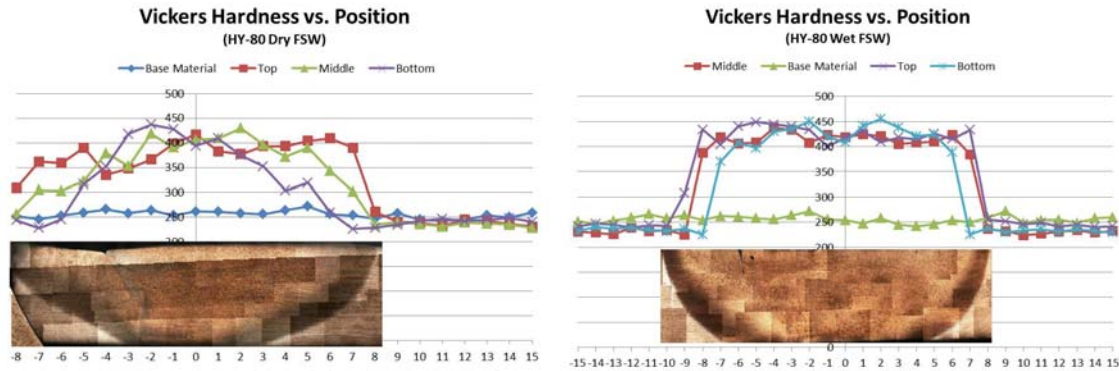 Vickers Hardness vs. Position
(HY-80 Dry FSW)
Base Material Top Middle Bottom
500
450
400
350
300
250
200
-8 -7 -6 -5 -4 -3 -2 -1 0 1 2 3 4 5 6 7 8 9 10 11 12 13 14 15
Vickers Hardness vs. Position
(HY-80 Wet FSW)
Middle Base Material Top Bottom
500
450
400
350
300
250
200
0
-15 -14 -13 -12 -11 -10 -9 -8 -7 -6 -5 -4 -3 -2 -1 0 1 2 3 4 5 6 7 8 9 10 11 12 13 14 15